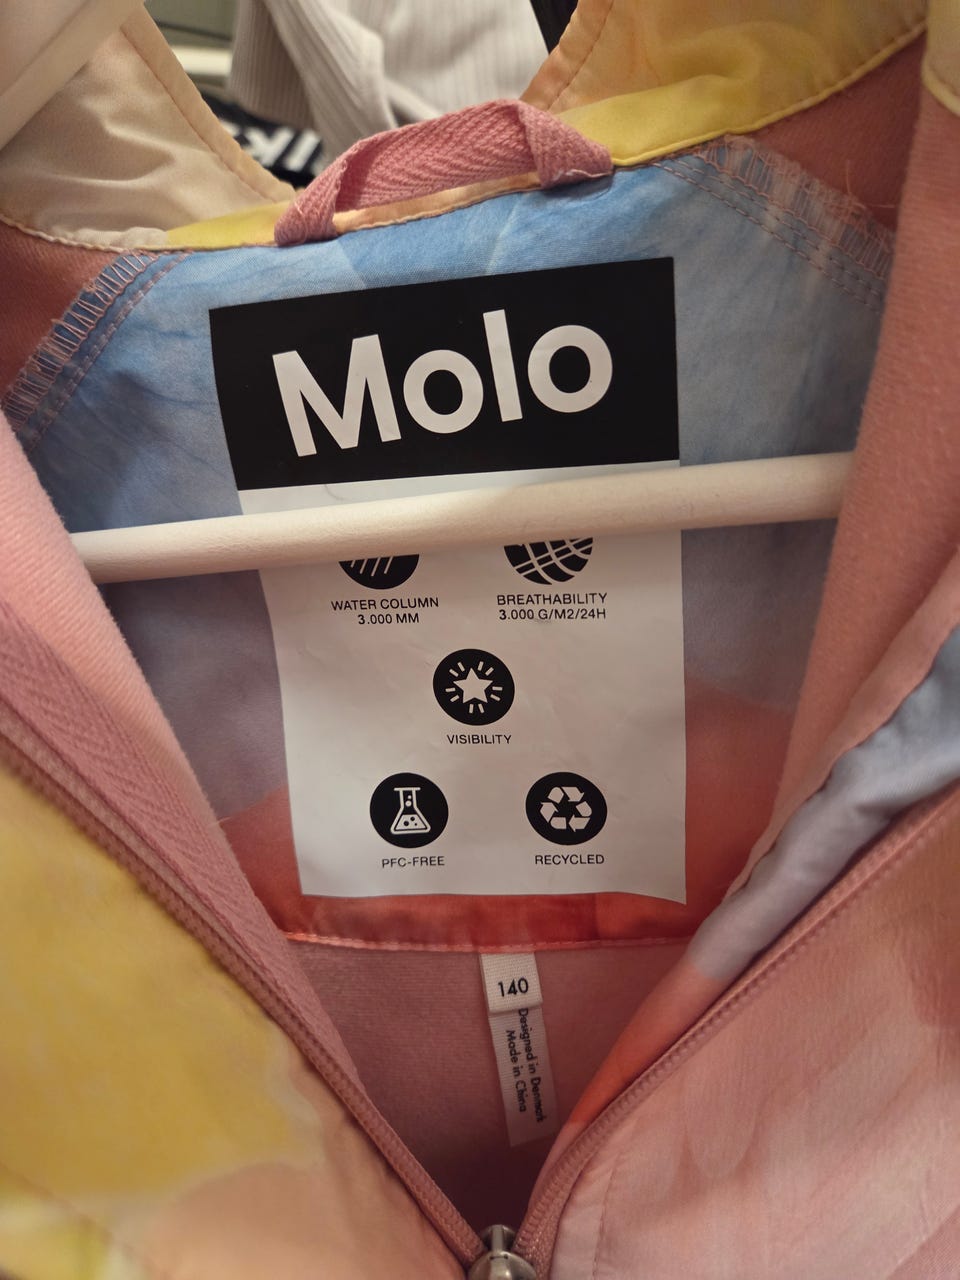 Molo
WATER COLUMN
3.000 MM
BREATHABILITY
3.000 G/M2/24H
VISIBILITY
PFC-FREE
RECYCLED
140
Designed in Denmark
Made in China